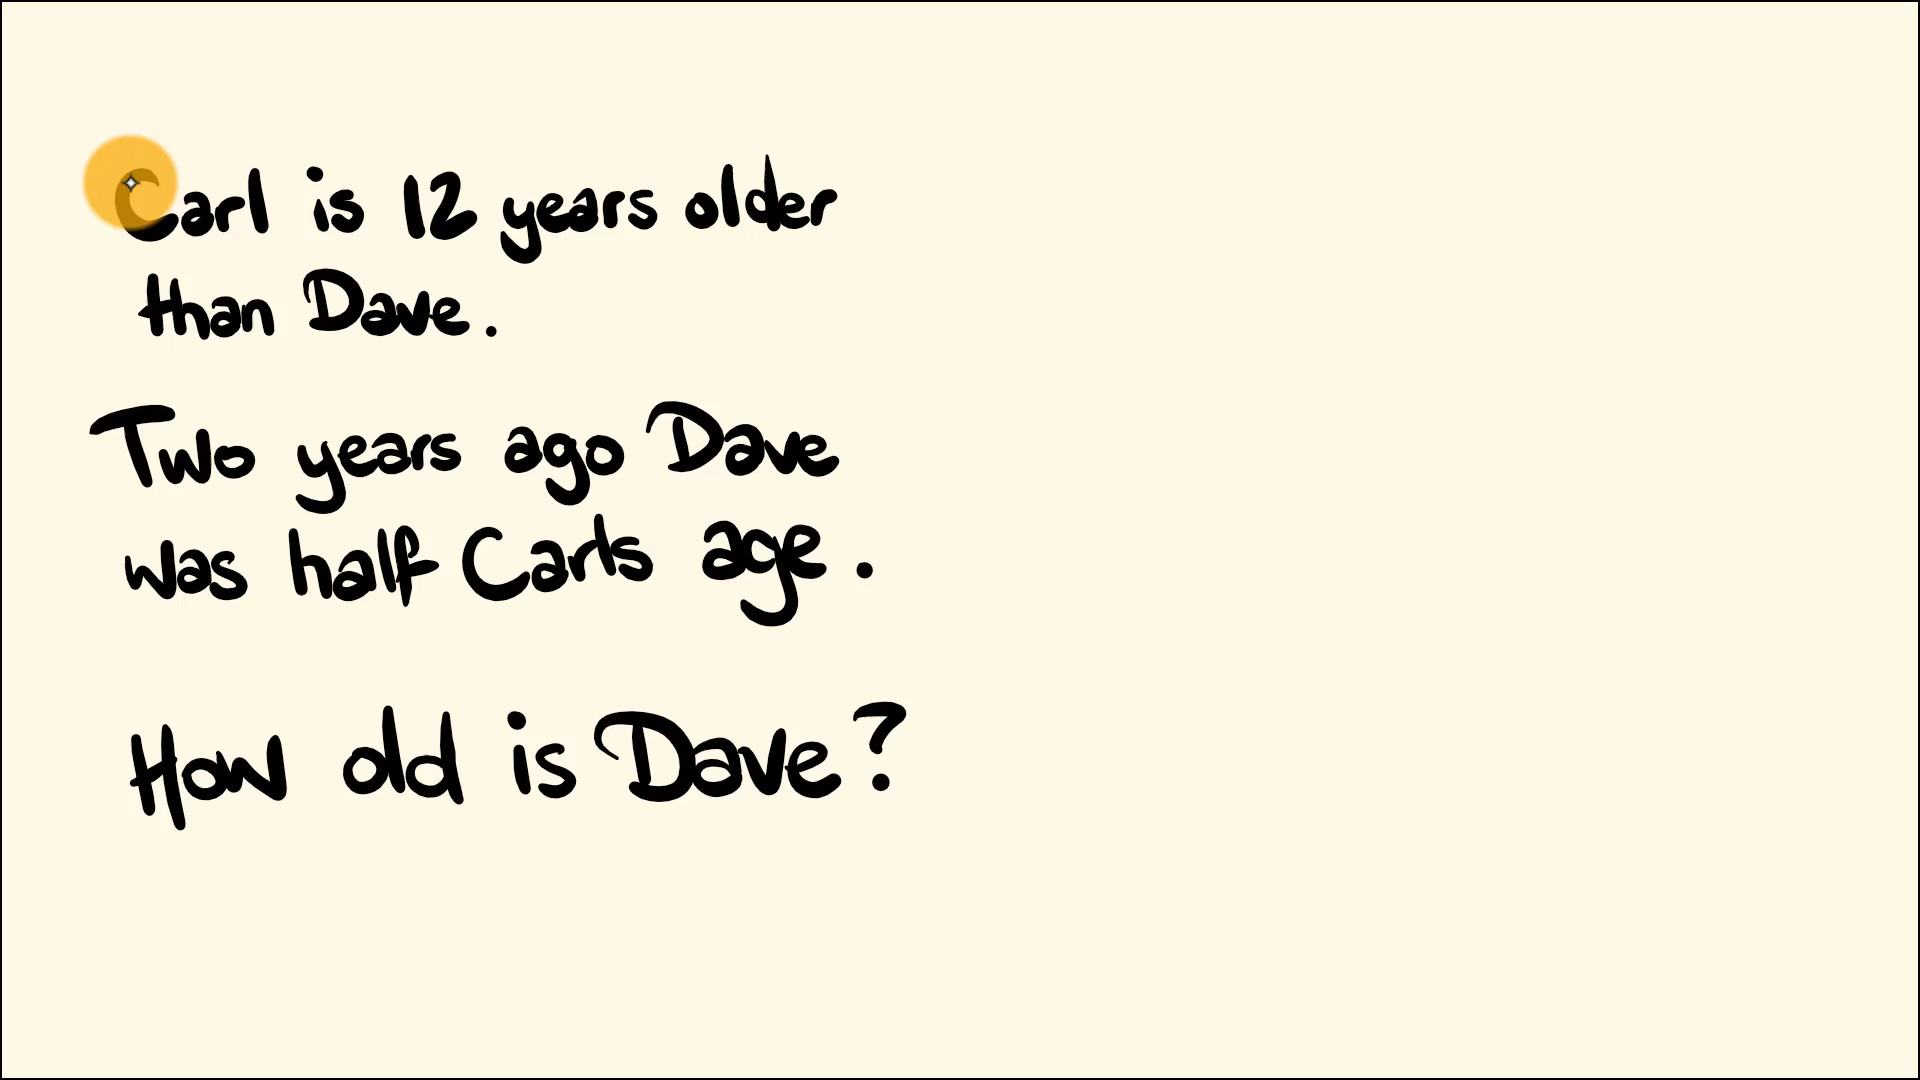 Carl is 12 years older
than Dave.
Two years ago Dave
was half Carls age.
How old is Dave?